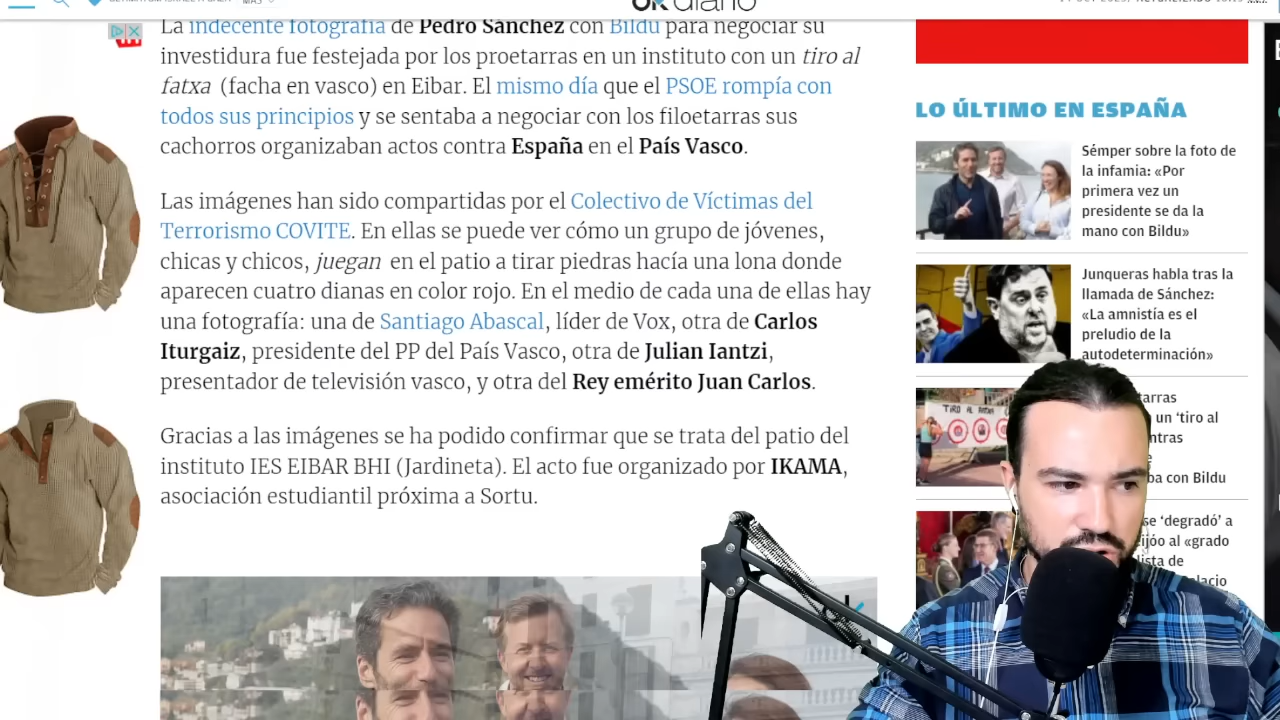 MÁS
OKdiario
La indecente fotografía de Pedro Sánchez con Bildu para negociar su
investidura fue festejada por los proetarras en un instituto con un tiro al
fatxa (facha en vasco) en Eibar. El mismo día que el PSOE rompía con
todos sus principios y se sentaba a negociar con los filoetarras sus
cachorros organizaban actos contra España en el País Vasco.
Las imágenes han sido compartidas por el Colectivo de Víctimas del
Terrorismo COVITE. En ellas se puede ver cómo un grupo de jóvenes,
chicas y chicos, juegan en el patio a tirar piedras hacía una lona donde
aparecen cuatro dianas en color rojo. En el medio de cada una de ellas hay
una fotografía: una de Santiago Abascal, líder de Vox, otra de Carlos
Iturgaiz, presidente del PP del País Vasco, otra de Julian Iantzi,
presentador de televisión vasco, y otra del Rey emérito Juan Carlos.
Gracias a las imágenes se ha podido confirmar que se trata del patio del
instituto IES EIBAR BHI (Jardineta). El acto fue organizado por IKAMA,
asociación estudiantil próxima a Sortu.
LO ÚLTIMO EN ESPAÑA
Sémper sobre la foto de
la infamia: «Por
primera vez un
presidente se da la
mano con Bildu»
Junqueras habla tras la
llamada de Sánchez:
«La amnistía es el
preludio de la
autodeterminación»
TIRO AL FATXA
un ‘tiro al
con Bildu
se ‘degradó’ a
al «grado
de